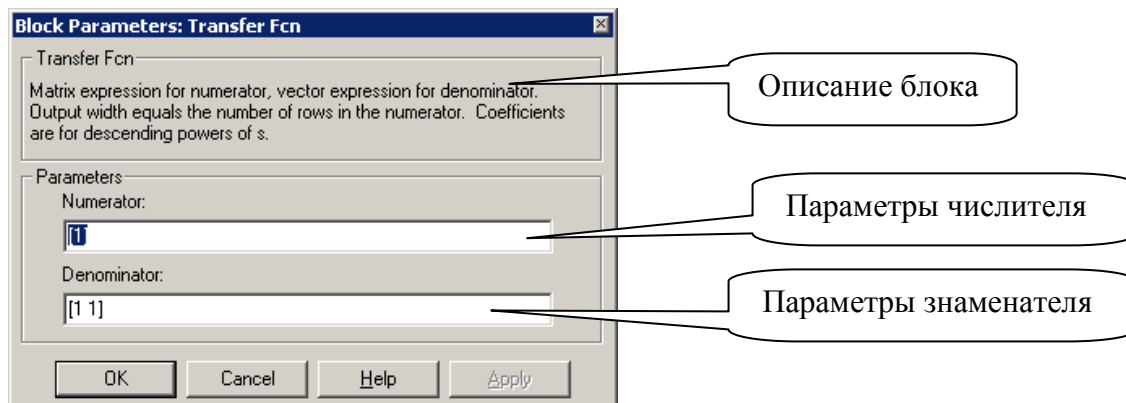 Block Parameters: Transfer Fcn
Transfer Fcn
Matrix expression for numerator, vector expression for denominator.
Output width equals the number of rows in the numerator. Coefficients
are for descending powers of s.
Описание блока
Parameters
Numerator:
[1]
Параметры числителя
Denominator:
[1 1]
Параметры знаменателя
OK
Cancel
Help
Apply